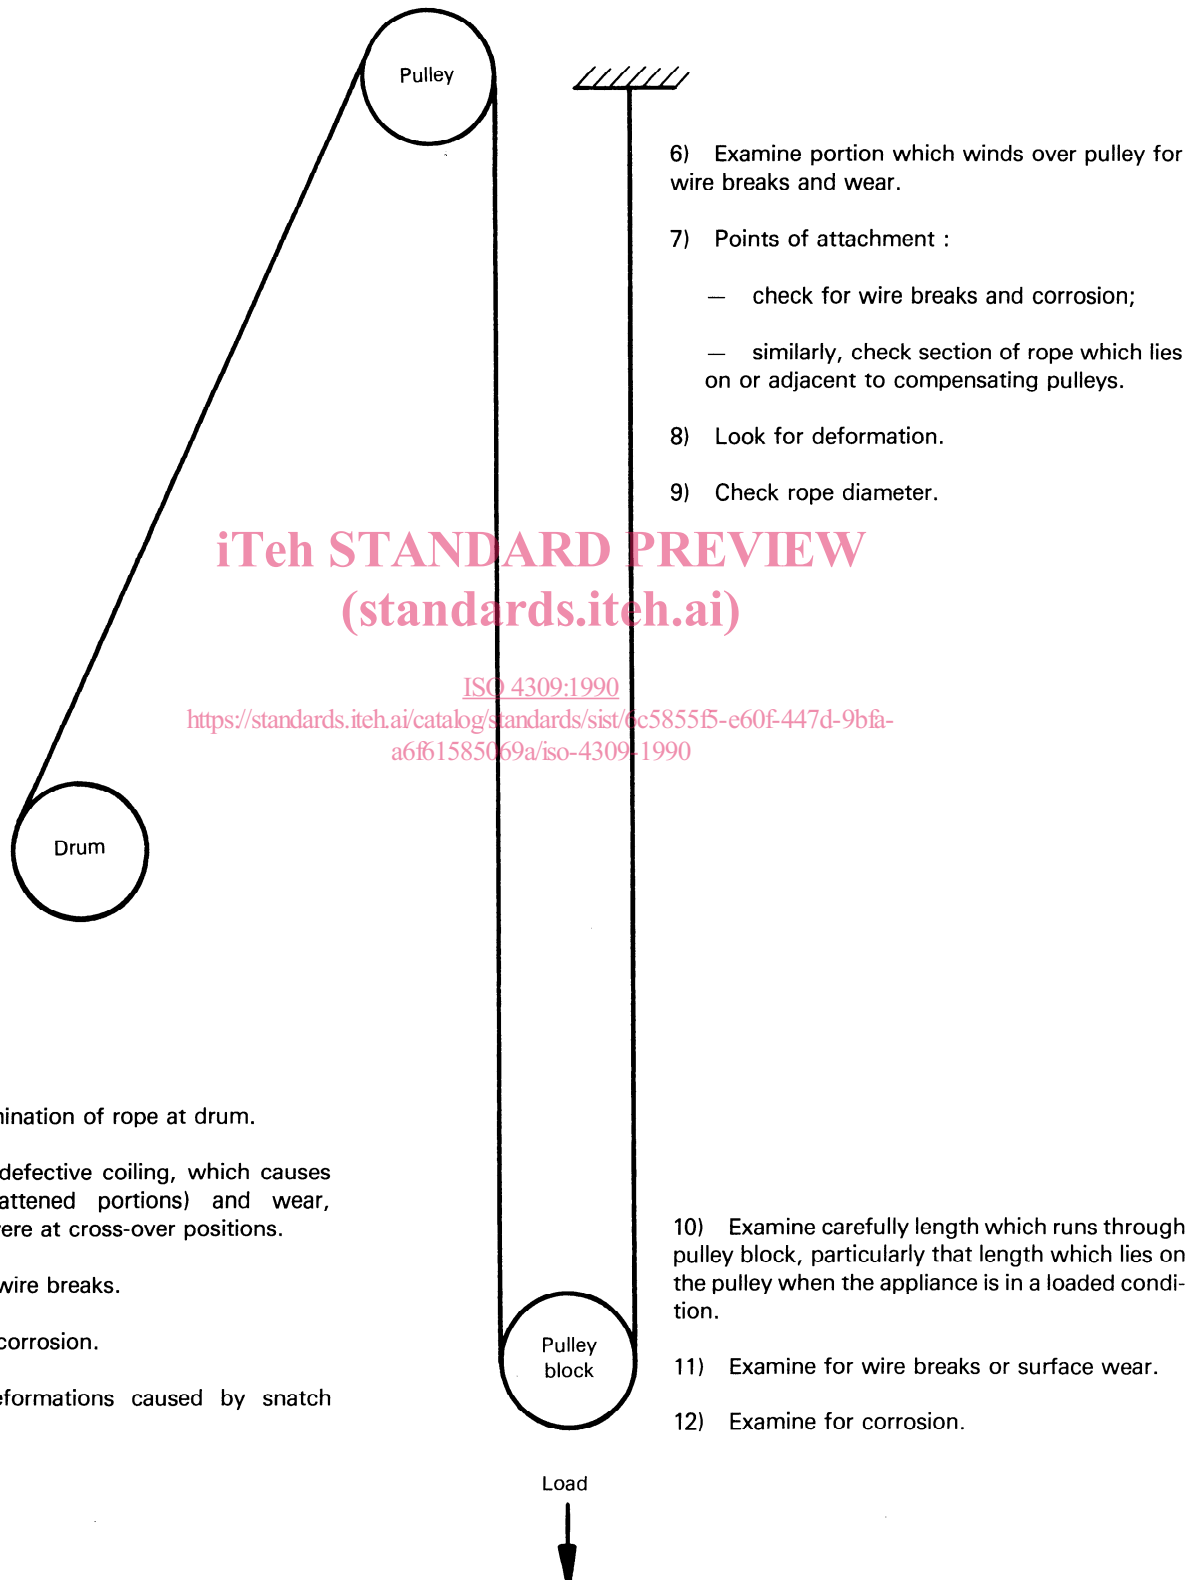 Pulley
6) Examine portion which winds over pulley for
wire breaks and wear.
7) Points of attachment :
— check for wire breaks and corrosion;
— similarly, check section of rope which lies
on or adjacent to compensating pulleys.
8) Look for deformation.
9) Check rope diameter.
iTeh STANDARD PREVIEW
(standards.iteh.ai)
ISO 4309:1990
https://standards.iteh.ai/catalog/standards/sist/6c5855f5-e60f-447d-9bfa-
a6f61585069a/iso-4309-1990
Drum
of rope at drum.
defective coiling, which causes
portions) and wear,
at cross-over positions.
wire breaks.
corrosion.
caused by snatch
10) Examine carefully length which runs through
pulley block, particularly that length which lies on
the pulley when the appliance is in a loaded condi-
tion.
11) Examine for wire breaks or surface wear.
12) Examine for corrosion.
Pulley
block
Load